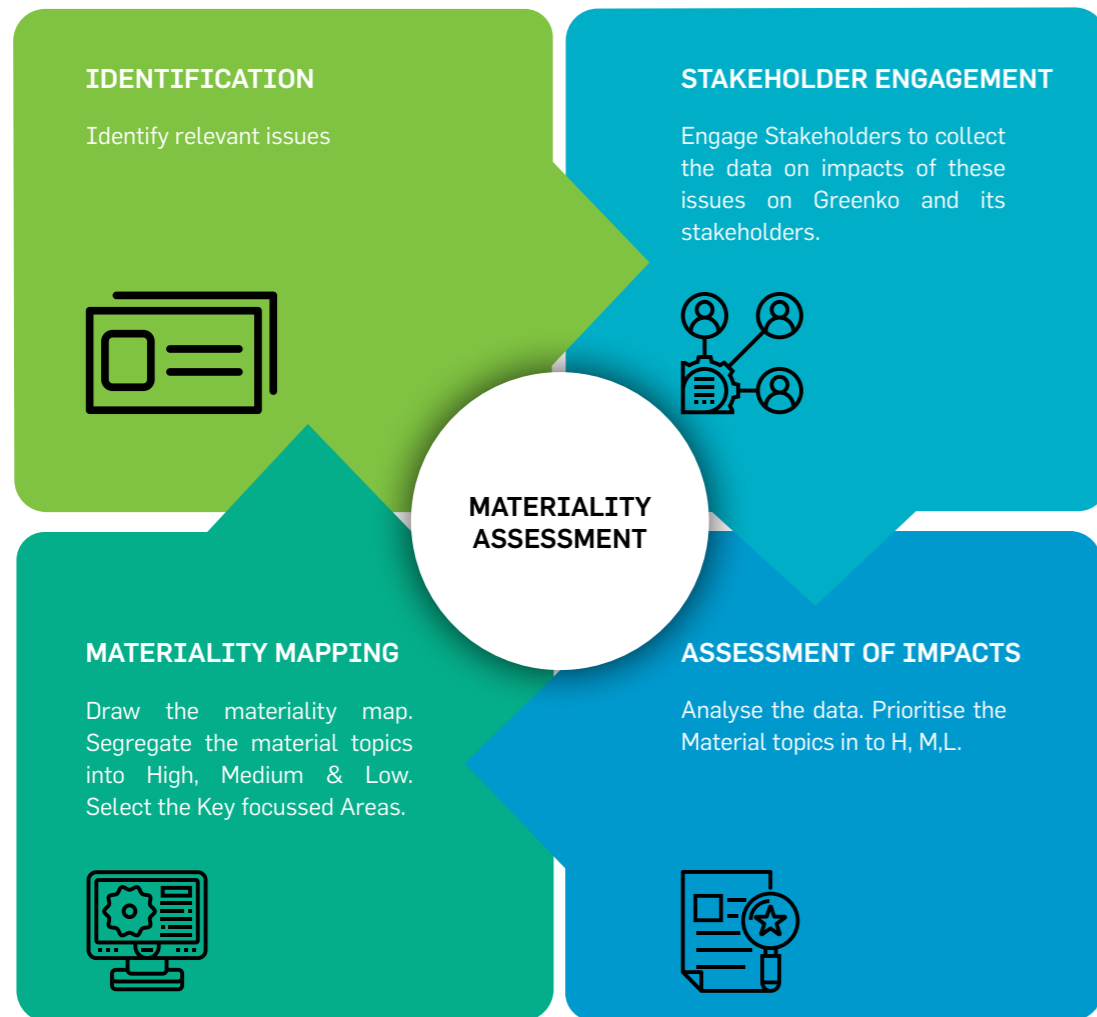 IDENTIFICATION
Identify relevant issues
STAKEHOLDER ENGAGEMENT
Engage Stakeholders to collect
the data on impacts of these
issues on Greenko and its
stakeholders.
MATERIALITY
ASSESSMENT
MATERIALITY MAPPING
Draw the materiality map.
Segregate the material topics
into High, Medium & Low.
Select the Key focussed Areas.
ASSESSMENT OF IMPACTS
Analyse the data. Prioritise the
Material topics in to H, M,L.